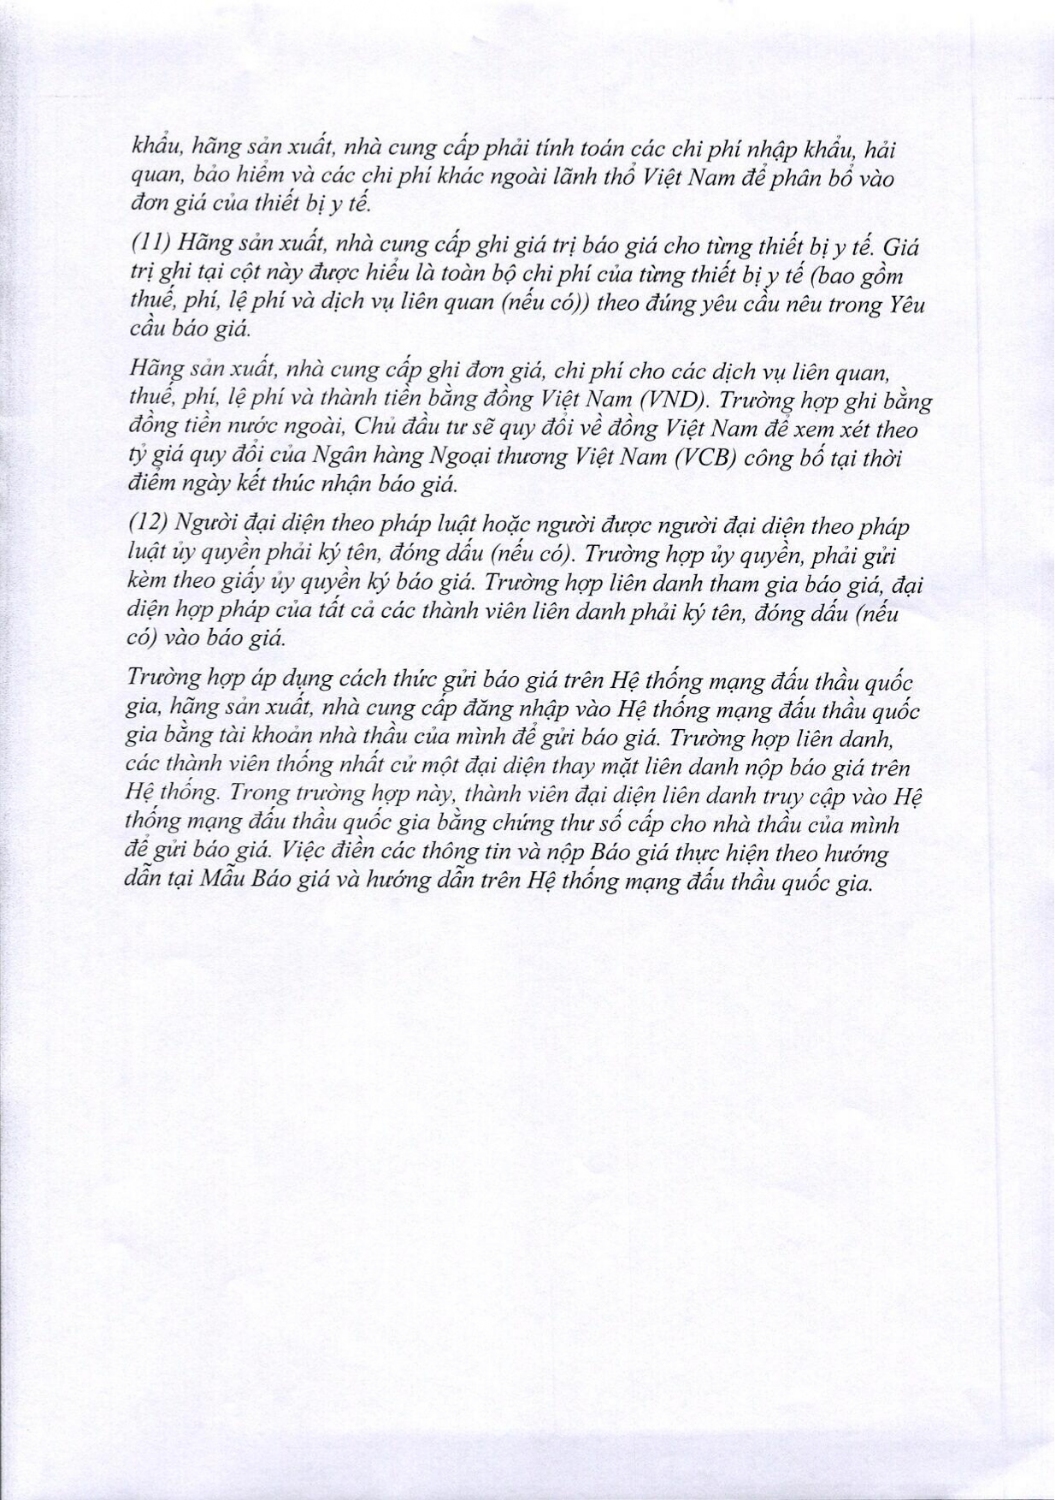 khẩu, hãng sản xuất, nhà cung cấp phải tính toán các chi phí nhập khẩu, hải
quan, bảo hiểm và các chi phí khác ngoài lãnh thổ Việt Nam để phân bổ vào
đơn giá của thiết bị y tế.
(11) Hãng sản xuất, nhà cung cấp ghi giá trị báo giá cho từng thiết bị y tế. Giá
trị ghi tại cột này được hiểu là toàn bộ chi phí của từng thiết bị y tế (bao gồm
thuế, phí, lệ phí và dịch vụ liên quan (nếu có)) theo đúng yêu cầu nêu trong Yêu
cầu báo giá.
Hãng sản xuất, nhà cung cấp ghi đơn giá, chi phí cho các dịch vụ liên quan,
thuế, phí, lệ phí và thành tiền bằng đồng Việt Nam (VND). Trường hợp ghi bằng
đồng tiền nước ngoài, Chủ đầu tư sẽ quy đổi về đồng Việt Nam để xem xét theo
tỷ giá quy đổi của Ngân hàng Ngoại thương Việt Nam (VCB) công bố tại thời
điểm ngày kết thúc nhận báo giá.
(12) Người đại diện theo pháp luật hoặc người được người đại diện theo pháp
luật ủy quyền phải ký tên, đóng dấu (nếu có). Trường hợp ủy quyền, phải gửi
kèm theo giấy ủy quyền ký báo giá. Trường hợp liên danh tham gia báo giá, đại
diện hợp pháp của tất cả các thành viên liên danh phải ký tên, đóng dấu (nếu
có) vào báo giá.
Trường hợp áp dụng cách thức gửi báo giá trên Hệ thống mạng đấu thầu quốc
gia, hãng sản xuất, nhà cung cấp đăng nhập vào Hệ thống mạng đấu thầu quốc
gia bằng tài khoản nhà thầu của mình để gửi báo giá. Trường hợp liên danh,
các thành viên thống nhất cử một đại diện thay mặt liên danh nộp báo giá trên
Hệ thống. Trong trường hợp này, thành viên đại diện liên danh truy cập vào Hệ
thống mạng đấu thầu quốc gia bằng chứng thư số cấp cho nhà thầu của mình
để gửi báo giá. Việc điền các thông tin và nộp Báo giá thực hiện theo hướng
dẫn tại Mẫu Báo giá và hướng dẫn trên Hệ thống mạng đấu thầu quốc gia.